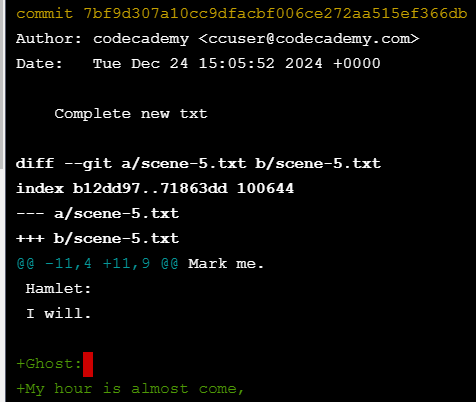 commit 7bf9d307a10cc9dfacbf006ce272aa515ef366db
Author: codecademy <ccuser@codecademy.com>
Date:   Tue Dec 24 15:05:52 2024 +0000
    Complete new txt
diff --git a/scene-5.txt b/scene-5.txt
index b12dd97..71863dd 100644
--- a/scene-5.txt
+++ b/scene-5.txt
@@ -11,4 +11,9 @@ Mark me.
 Hamlet:
 I will.
+Ghost:
+My hour is almost come,